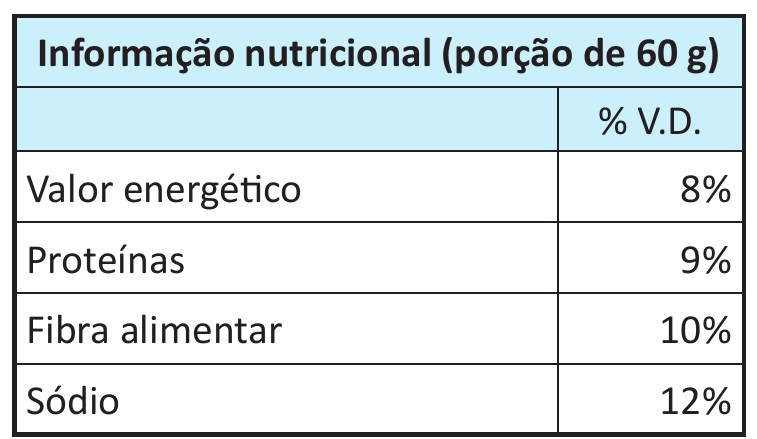 Informação nutricional (porção de 60 g)
% V.D.
Valor energético 8%
Proteínas 9%
Fibra alimentar 10%
Sódio 12%